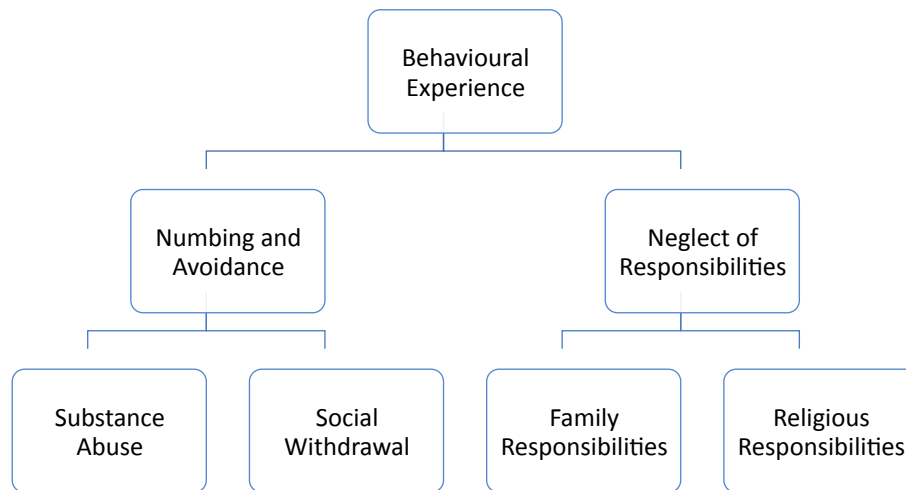 Behavioural
Experience
Numbing and
Avoidance
Neglect of
Responsibilities
Substance
Abuse
Social
Withdrawal
Family
Responsibilities
Religious
Responsibilities